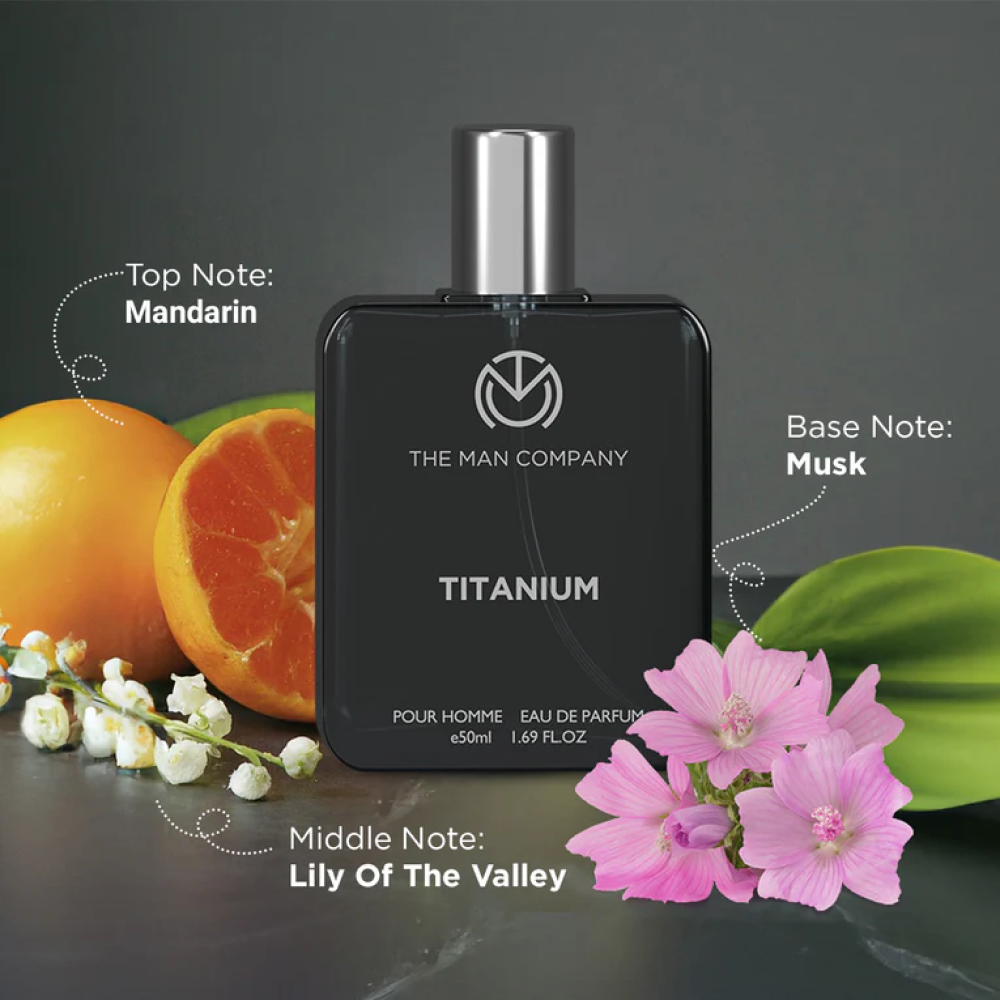 Top Note:
Mandarin
THE MAN COMPANY
Base Note:
Musk
TITANIUM
POUR HOMME EAU DE PARFUM
e50ml 1.69 FL.OZ
Middle Note:
Lily Of The Valley